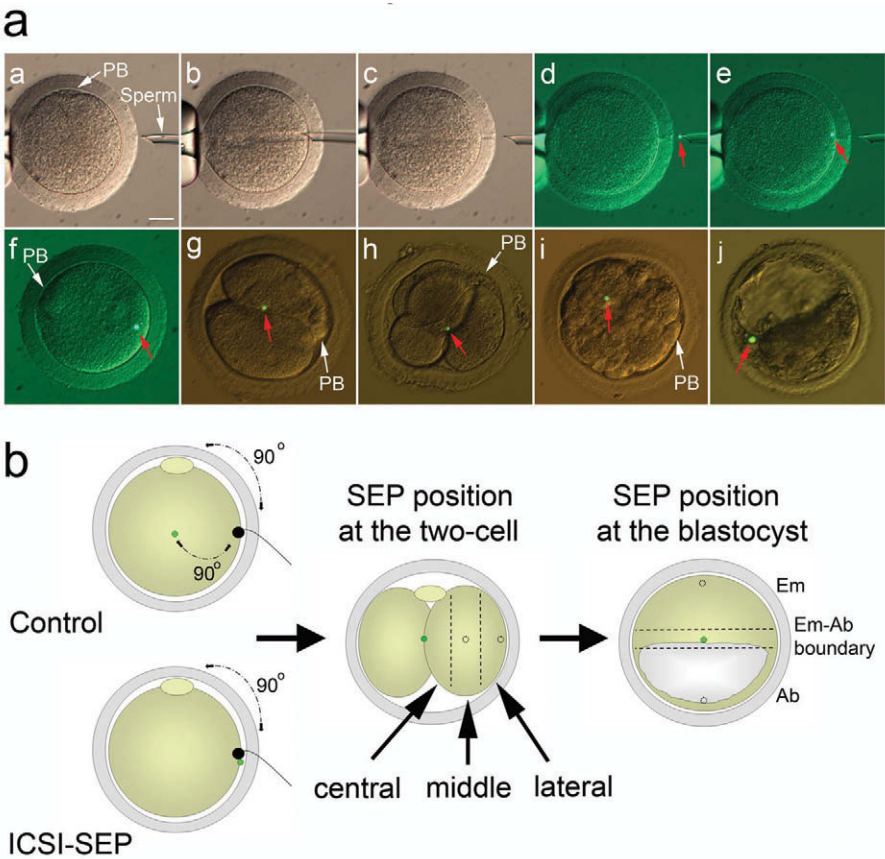 a
a
PB
Sperm
b
c
d
e
f
PB
g
PB
h
PB
i
PB
j
b
90°
90°
Control
SEP position
at the two-cell
SEP position
at the blastocyst
Em
Em-Ab
boundary
Ab
90°
central
middle
lateral
ICSI-SEP